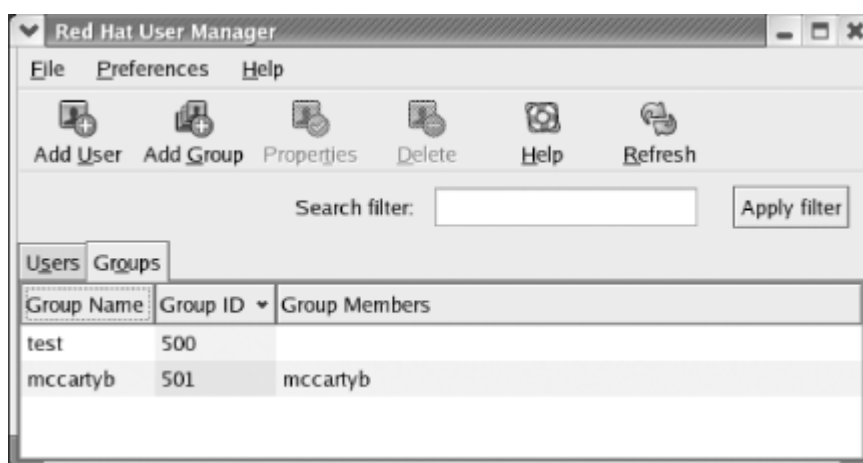 Red Hat User Manager
File Preferences Help
Add User Add Group Properties Delete Help Refresh
Search filter: Apply filter
Users Groups
Group Name Group ID Group Members
test 500
mccartyb 501 mccartyb